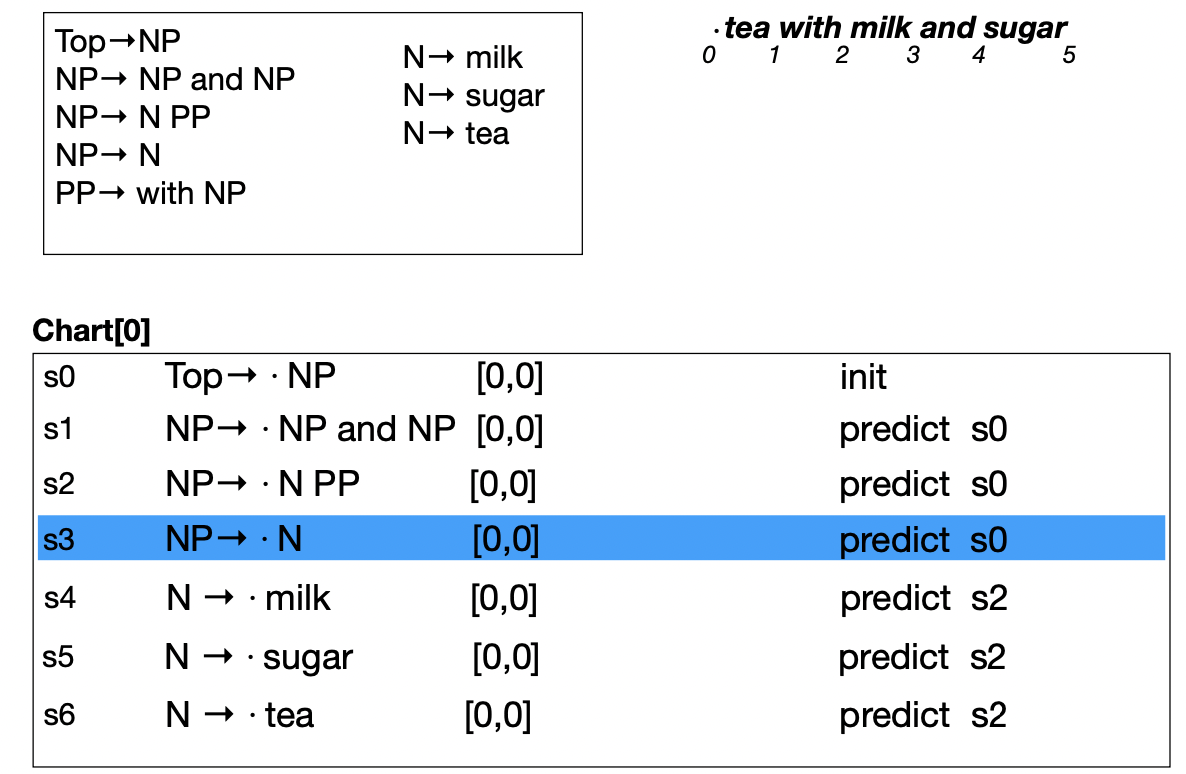 Top→NP
NP→ NP and NP
NP→ N PP
NP→ N
PP→ with NP
N→ milk
N→ sugar
N→ tea
· tea with milk and sugar
0 1 2 3 4 5
Chart[0]
s0 Top→ · NP [0,0] init
s1 NP→ · NP and NP [0,0] predict s0
s2 NP→ · N PP [0,0] predict s0
s3 NP→ · N [0,0] predict s0
s4 N → · milk [0,0] predict s2
s5 N → · sugar [0,0] predict s2
s6 N → · tea [0,0] predict s2